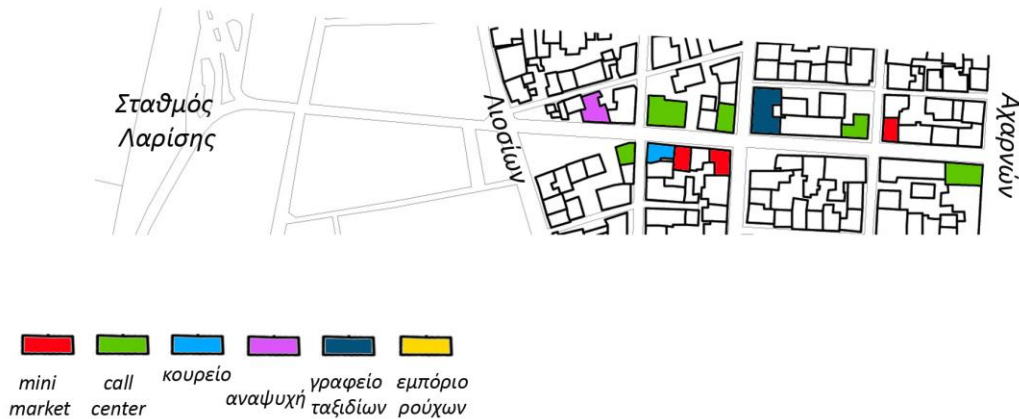 Σταθμός
Λαρίσης
Λιοσίων
Αχαρνών
mini
market
call
center
κουρείο
αναψυχή
γραφείο
ταξιδίων
εμπόριο
ρούχων